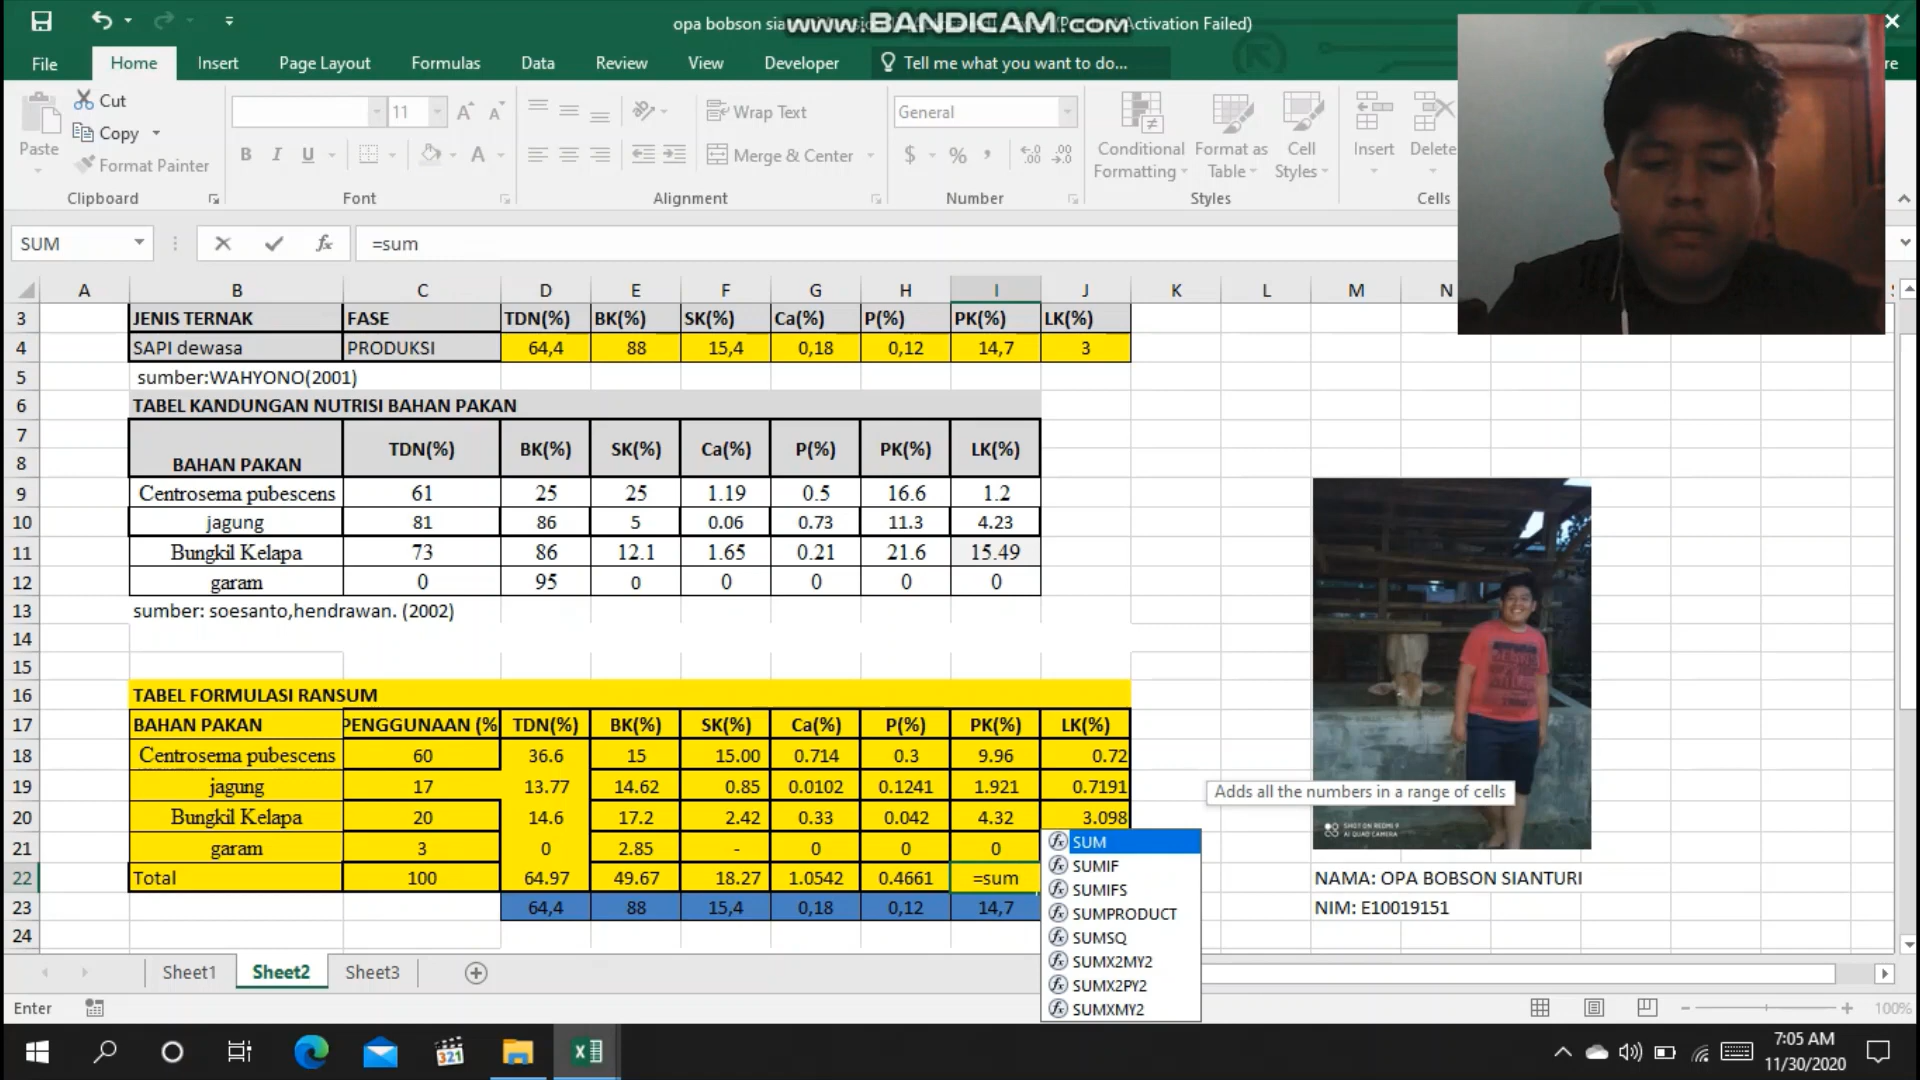 opa bobson sia
www.BANDICAM.com
Activation Failed)
File Home Insert Page Layout Formulas Data Review View Developer Tell me what you want to do...
Cut
Copy
Format Painter
Paste
Clipboard
11
B I U
Font
Wrap Text
Merge & Center
Alignment
General
$ % ,
Number
Conditional Formatting
Format as Table
Cell Styles
Styles
Insert Delete
Cells
SUM =sum
A B C D E F G H I J K L M N
3 JENIS TERNAK FASE TDN(%) BK(%) SK(%) Ca(%) P(%) PK(%) LK(%)
4 SAPI dewasa PRODUKSI 64,4 88 15,4 0,18 0,12 14,7 3
5 sumber:WAHYONO(2001)
6 TABEL KANDUNGAN NUTRISI BAHAN PAKAN
7
8 BAHAN PAKAN TDN(%) BK(%) SK(%) Ca(%) P(%) PK(%) LK(%)
9 Centrosema pubescens 61 25 25 1.19 0.5 16.6 1.2
10 jagung 81 86 5 0.06 0.73 11.3 4.23
11 Bungkil Kelapa 73 86 12.1 1.65 0.21 21.6 15.49
12 garam 0 95 0 0 0 0 0
13 sumber: soesanto,hendrawan. (2002)
14
15
16 TABEL FORMULASI RANSUM
17 BAHAN PAKAN PENGGUNAAN (% TDN(%) BK(%) SK(%) Ca(%) P(%) PK(%) LK(%)
18 Centrosema pubescens 60 36.6 15 15.00 0.714 0.3 9.96 0.72
19 jagung 17 13.77 14.62 0.85 0.0102 0.1241 1.921 0.7191
20 Bungkil Kelapa 20 14.6 17.2 2.42 0.33 0.042 4.32 3.098
21 garam 3 0 2.85 - 0 0 0
22 Total 100 64.97 49.67 18.27 1.0542 0.4661 =sum
23 64,4 88 15,4 0,18 0,12 14,7
24
Adds all the numbers in a range of cells
SUM
SUMIF
SUMIFS
SUMPRODUCT
SUMSQ
SUMX2MY2
SUMX2PY2
SUMXMY2
SHOT ON REDMI 9
AI QUAD CAMERA
NAMA: OPA BOBSON SIANTURI
NIM: E10019151
Sheet1 Sheet2 Sheet3
Enter
100%
321
7:05 AM
11/30/2020